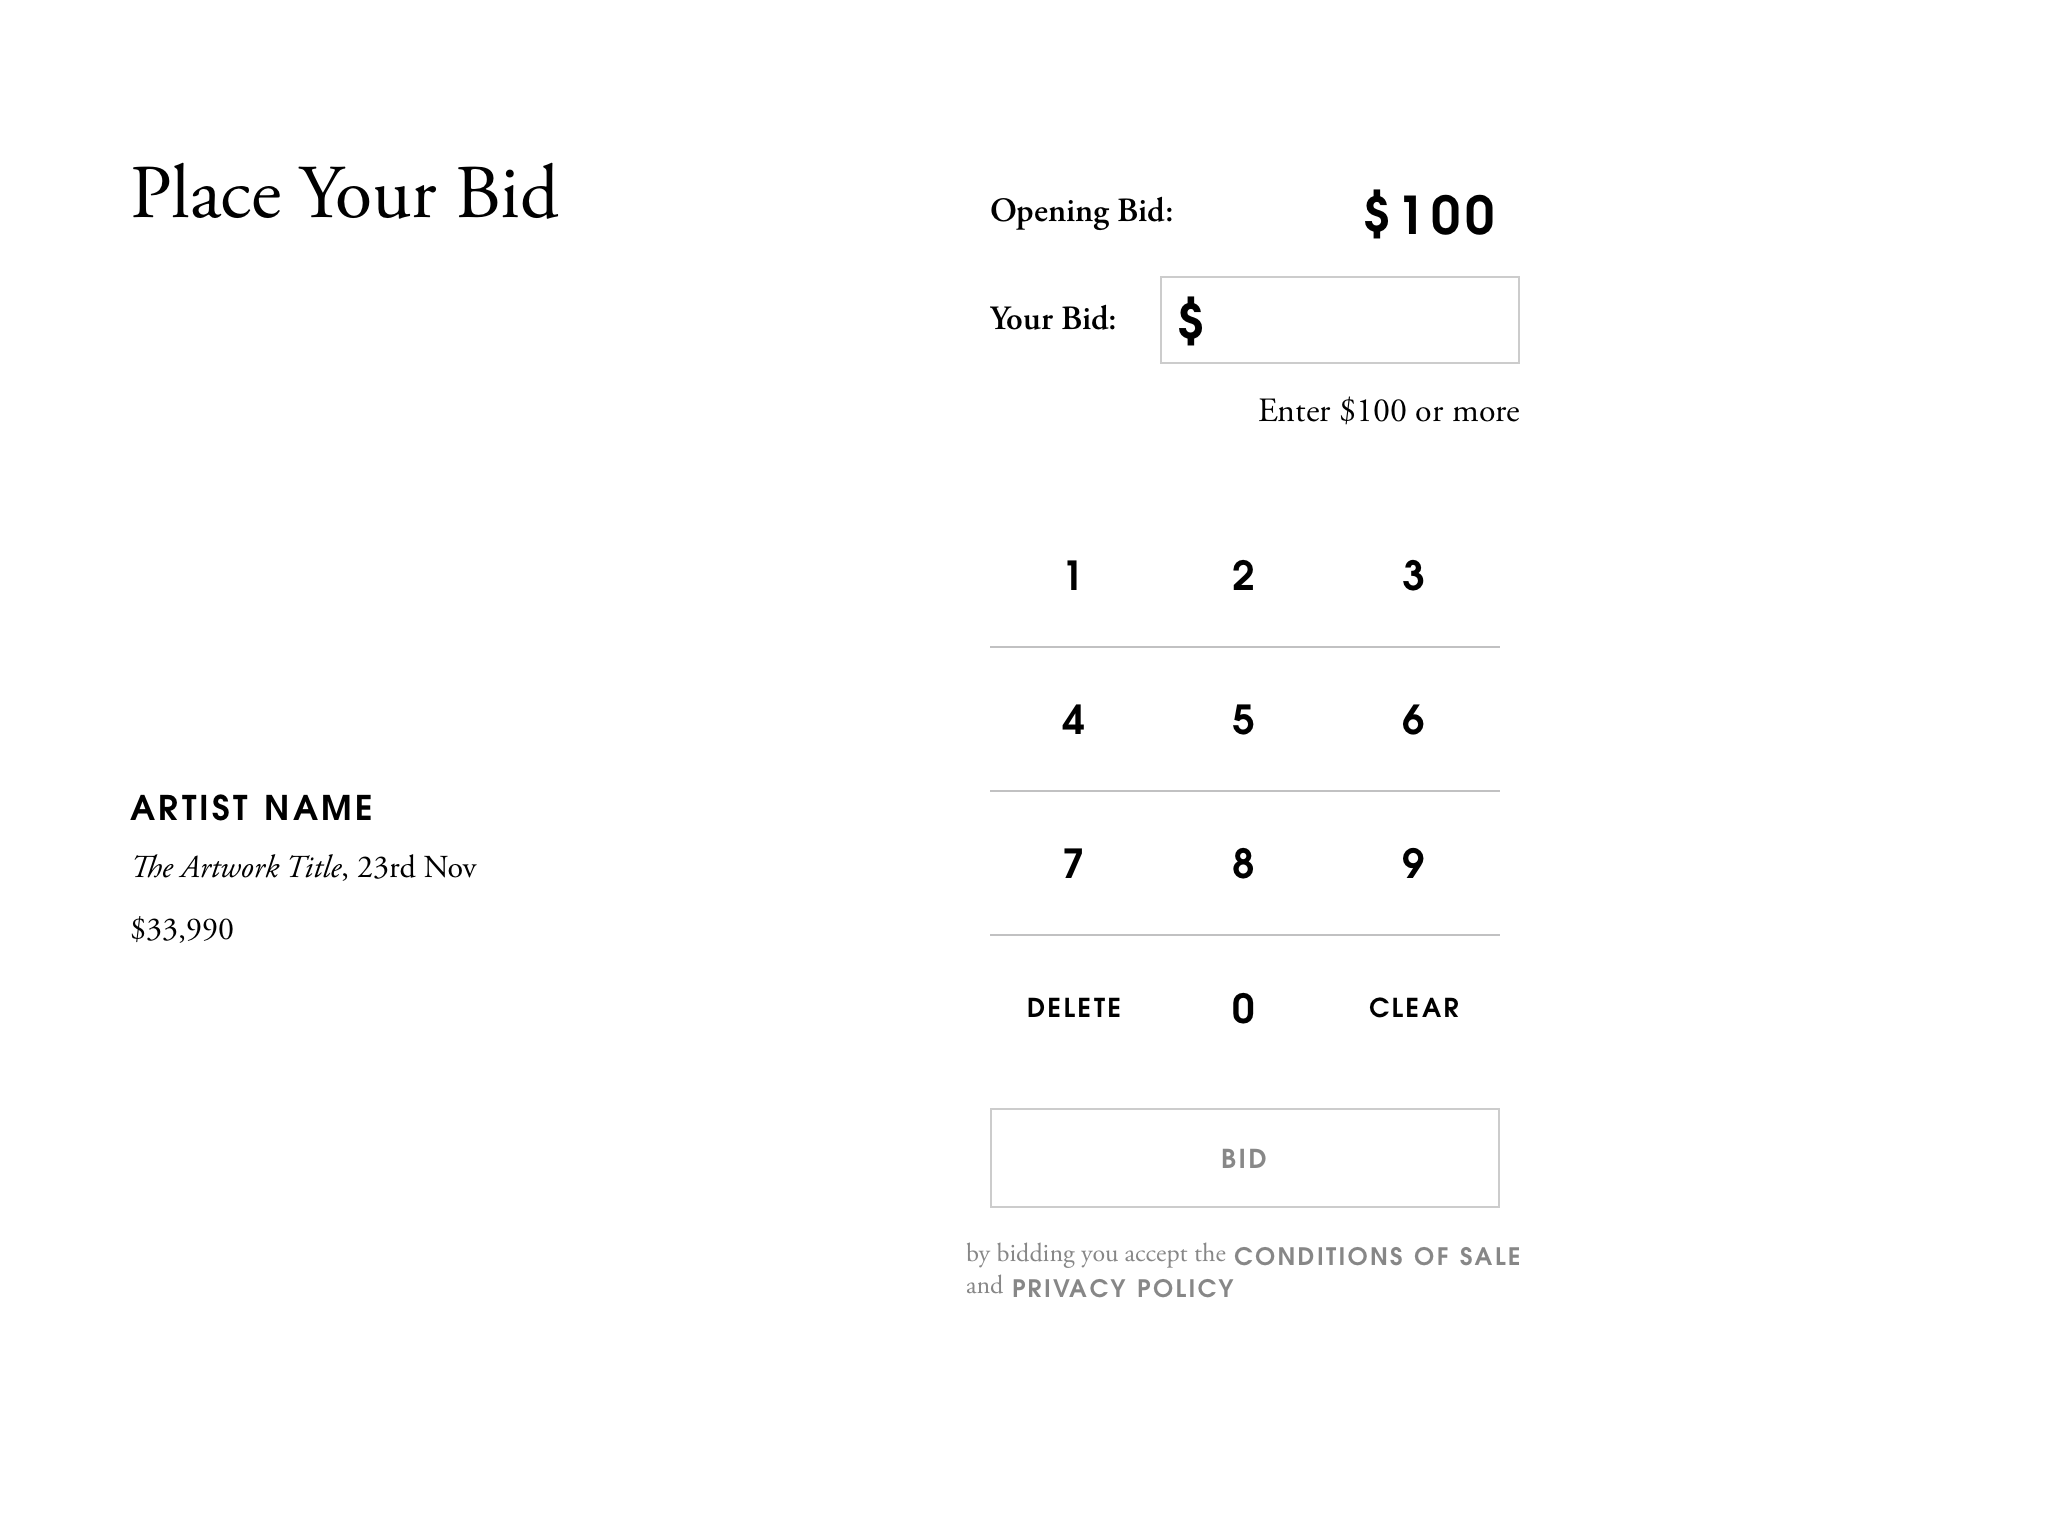 Place Your Bid
Opening Bid: $100
Your Bid: $
Enter $100 or more
1 2 3
4 5 6
ARTIST NAME
The Artwork Title, 23rd Nov
$33,990
7 8 9
DELETE 0 CLEAR
BID
by bidding you accept the CONDITIONS OF SALE
and PRIVACY POLICY